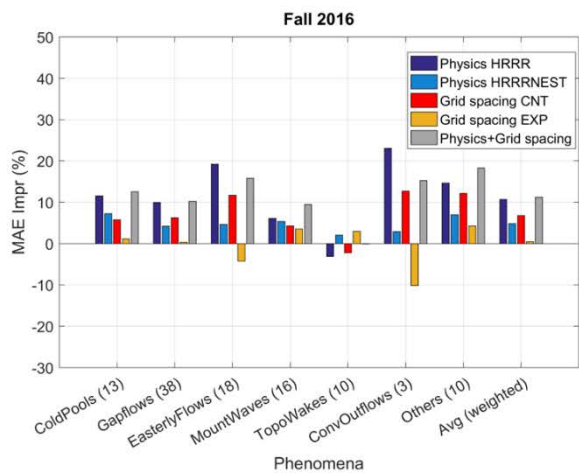 Fall 2016
MAE Impr (%)
50
40
30
20
10
0
-10
-20
-30
Physics HRRR
Physics HRRRNEST
Grid spacing CNT
Grid spacing EXP
Physics+Grid spacing
ColdPools (13)
Gapflows (38)
EasterlyFlows (18)
MountWaves (16)
TopoWakes (10)
ConvOutflows (3)
Others (10)
Avg (weighted)
Phenomena